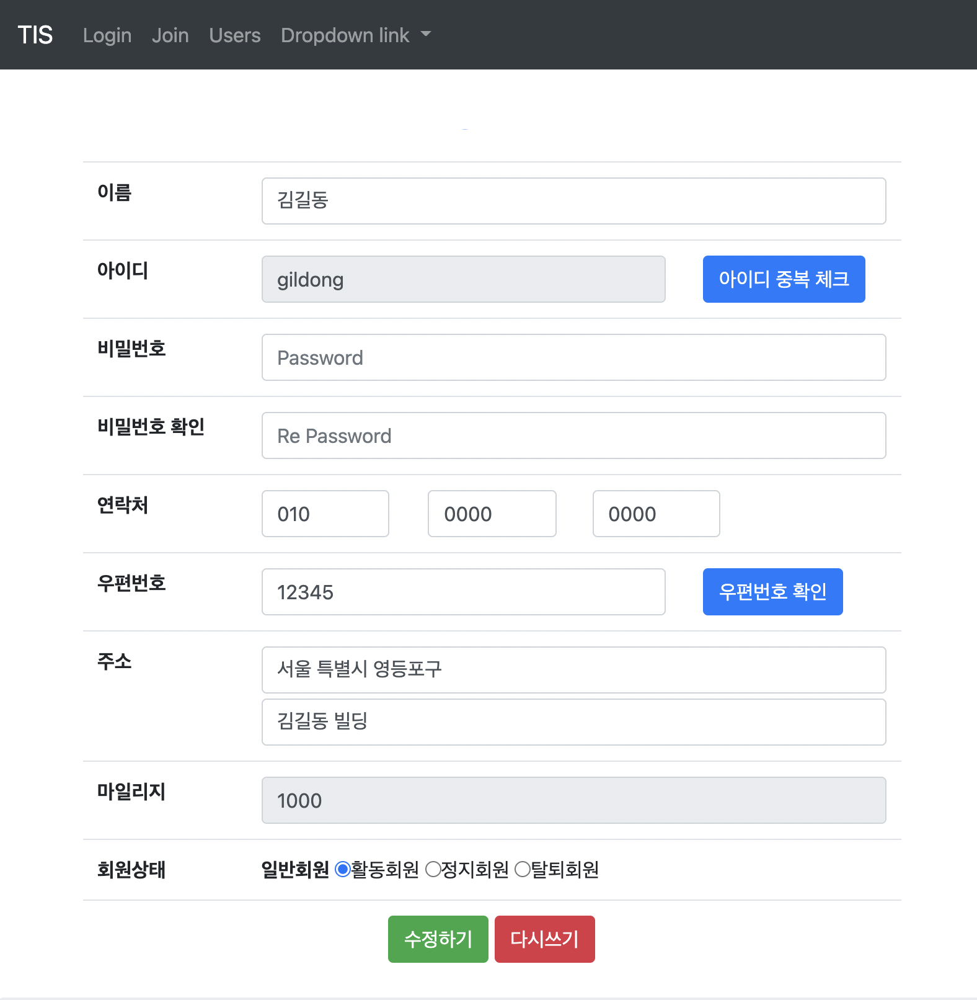 TIS Login Join Users Dropdown link
이름 김길동
아이디 gildong 아이디 중복 체크
비밀번호 Password
비밀번호 확인 Re Password
연락처 010 0000 0000
우편번호 12345 우편번호 확인
주소 서울 특별시 영등포구
김길동 빌딩
마일리지 1000
회원상태 일반회원 활동회원 정지회원 탈퇴회원
수정하기 다시쓰기